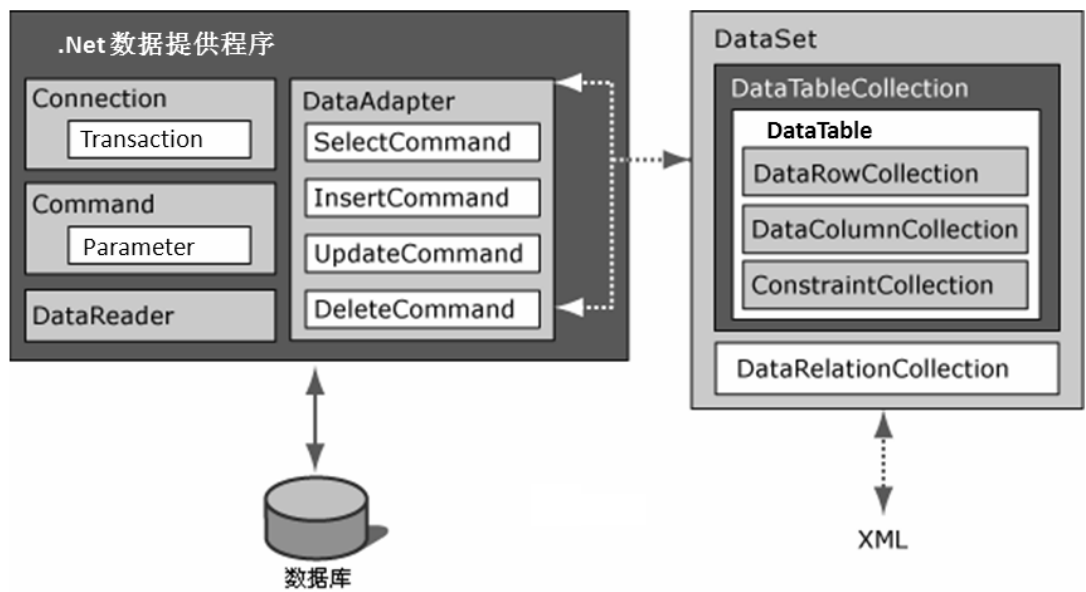 .Net 数据提供程序
Connection
Transaction
Command
Parameter
DataReader
DataAdapter
SelectCommand
InsertCommand
UpdateCommand
DeleteCommand
数据库
DataSet
DataTableCollection
DataTable
DataRowCollection
DataColumnCollection
ConstraintCollection
DataRelationCollection
XML